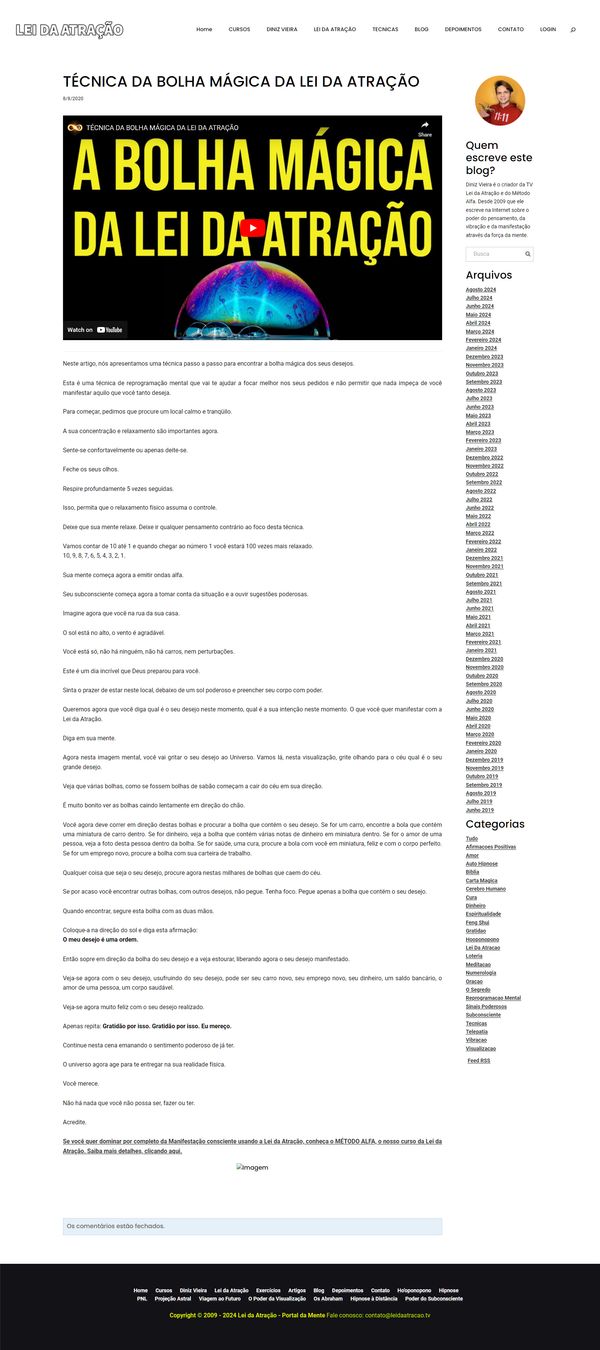 LEI DA ATRAÇÃO
Home CURSOS DINIZ VIEIRA LEI DA ATRAÇÃO TECNICAS BLOG DEPOIMENTOS CONTATO LOGIN
TÉCNICA DA BOLHA MÁGICA DA LEI DA ATRAÇÃO
8/8/2020
TÉCNICA DA BOLHA MÁGICA DA LEI DA ATRAÇÃO
Share
A BOLHA MÁGICA
DA LEI DA ATRAÇÃO
Watch on YouTube
Neste artigo, nós apresentamos uma técnica passo a passo para encontrar a bolha mágica dos seus desejos.
Esta é uma técnica de reprogramação mental que vai te ajudar a focar melhor nos seus pedidos e não permitir que nada impeça de você
manifestar aquilo que você tanto deseja.
Para começar, pedimos que procure um local calmo e tranqüilo.
A sua concentração e relaxamento são importantes agora.
Sente-se confortavelmente ou apenas deite-se.
Feche os seus olhos.
Respire profundamente 5 vezes seguidas.
Isso, permita que o relaxamento físico assuma o controle.
Deixe que sua mente relaxe. Deixe ir qualquer pensamento contrário ao foco desta técnica.
Vamos contar de 10 até 1 e quando chegar ao número 1 você estará 100 vezes mais relaxado.
10, 9, 8, 7, 6, 5, 4, 3, 2, 1.
Sua mente começa agora a emitir ondas alfa.
Seu subconsciente começa agora a tomar conta da situação e a ouvir sugestões poderosas.
Imagine agora que você na rua da sua casa.
O sol está no alto, o vento é agradável.
Você está só, não há ninguém, não há carros, nem perturbações.
Este é um dia incrível que Deus preparou para você.
Sinta o prazer de estar neste local, debaixo de um sol poderoso e preencher seu corpo com poder.
Queremos agora que você diga qual é o seu desejo neste momento, qual é a sua intenção neste momento. O que você quer manifestar com a
Lei da Atração.
Diga em sua mente.
Agora nesta imagem mental, você vai gritar o seu desejo ao Universo. Vamos lá, nesta visualização, grite olhando para o céu qual é o seu
grande desejo.
Veja que várias bolhas, como se fossem bolhas de sabão começam a cair do céu em sua direção.
É muito bonito ver as bolhas caindo lentamente em direção do chão.
Você agora deve correr em direção destas bolhas e procurar a bolha que contém o seu desejo. Se for um carro, encontre a bola que contém
uma miniatura de carro dentro. Se for dinheiro, veja a bolha que contém várias notas de dinheiro em miniatura dentro. Se for o amor de uma
pessoa, veja a foto desta pessoa dentro da bolha. Se for saúde, uma cura, procure a bola com você em miniatura, feliz e com o corpo perfeito.
Se for um emprego novo, procure a bolha com sua carteira de trabalho.
Qualquer coisa que seja o seu desejo, procure agora nestas milhares de bolhas que caem do céu.
Se por acaso você encontrar outras bolhas, com outros desejos, não pegue. Tenha foco. Pegue apenas a bolha que contém o seu desejo.
Quando encontrar, segure esta bolha com as duas mãos.
Coloque-a na direção do sol e diga esta afirmação:
O meu desejo é uma ordem.
Então sopre em direção da bolha do seu desejo e a veja estourar, liberando agora o seu desejo manifestado.
Veja-se agora com o seu desejo, usufruindo do seu desejo, pode ser seu carro novo, seu emprego novo, seu dinheiro, um saldo bancário, o
amor de uma pessoa, um corpo saudável.
Veja-se agora muito feliz com o seu desejo realizado.
Apenas repita: Gratidão por isso. Gratidão por isso. Eu mereço.
Continue nesta cena emanando o sentimento poderoso de já ter.
O universo agora age para te entregar na sua realidade física.
Você merece.
Não há nada que você não possa ser, fazer ou ter.
Acredite.
Se você quer dominar por completo da Manifestação consciente usando a Lei da Atração, conheça o MÉTODO ALFA, o nosso curso da Lei da
Atração. Saiba mais detalhes, clicando aqui.
Imagem
Os comentários estão fechados.
11:11
Quem
escreve este
blog?
Diniz Vieira é o criador da TV
Lei da Atração e do Método
Alfa. Desde 2009 que ele
escreve na Internet sobre o
poder do pensamento, da
vibração e da manifestação
através da força da mente.
Busca
Arquivos
Agosto 2024
Julho 2024
Junho 2024
Maio 2024
Abril 2024
Março 2024
Fevereiro 2024
Janeiro 2024
Dezembro 2023
Novembro 2023
Outubro 2023
Setembro 2023
Agosto 2023
Julho 2023
Junho 2023
Maio 2023
Abril 2023
Março 2023
Fevereiro 2023
Janeiro 2023
Dezembro 2022
Novembro 2022
Outubro 2022
Setembro 2022
Agosto 2022
Julho 2022
Junho 2022
Maio 2022
Abril 2022
Março 2022
Fevereiro 2022
Janeiro 2022
Dezembro 2021
Novembro 2021
Outubro 2021
Setembro 2021
Agosto 2021
Julho 2021
Junho 2021
Maio 2021
Abril 2021
Março 2021
Fevereiro 2021
Janeiro 2021
Dezembro 2020
Novembro 2020
Outubro 2020
Setembro 2020
Agosto 2020
Julho 2020
Junho 2020
Maio 2020
Abril 2020
Março 2020
Fevereiro 2020
Janeiro 2020
Dezembro 2019
Novembro 2019
Outubro 2019
Setembro 2019
Agosto 2019
Julho 2019
Junho 2019
Categorias
Tudo
Afirmacoes Positivas
Amor
Auto Hipnose
Biblia
Carta Magica
Cerebro Humano
Cura
Dinheiro
Espiritualidade
Feng Shui
Gratidao
Hooponopono
Lei Da Atracao
Loteria
Meditacao
Numerologia
Oraçao
O Segredo
Reprogramacao Mental
Sinais Poderosos
Subconsciente
Tecnicas
Telepatia
Vibracao
Visualizacao
Feed RSS
Home Cursos Diniz Vieira Lei da Atração Exercícios Artigos Blog Depoimentos Contato Ho'oponopono Hipnose
PNL Projeção Astral Viagem ao Futuro O Poder da Visualização Os Abraham Hipnose à Distância Poder do Subconsciente
Copyright © 2009 - 2024 Lei da Atração - Portal da Mente Fale conosco: contato@leidaatracao.tv